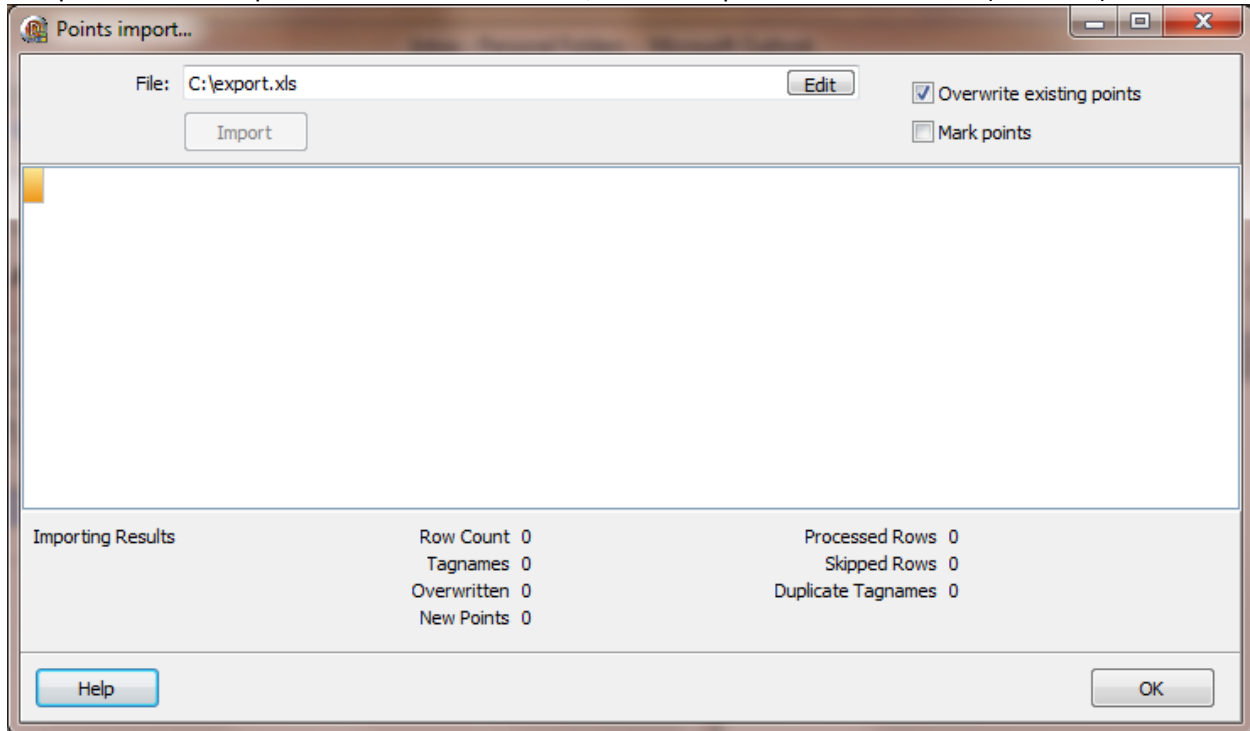 Points import...
File: C:\export.xls Edit
Overwrite existing points
Import
Mark points
Importing Results Row Count 0 Processed Rows 0
Tagnames 0 Skipped Rows 0
Overwritten 0 Duplicate Tagnames 0
New Points 0
Help OK